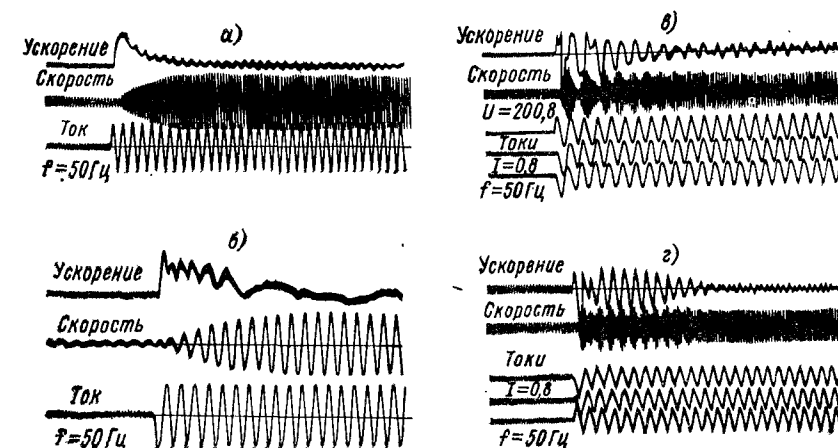 а)
Ускорение
Скорость
Ток
f=50Гц
б)
Ускорение
Скорость
Ток
f=50Гц
в)
Ускорение
Скорость
U=200,8
Токи
I=0,8
f=50Гц
г)
Ускорение
Скорость
Токи
I=0,8
f=50Гц